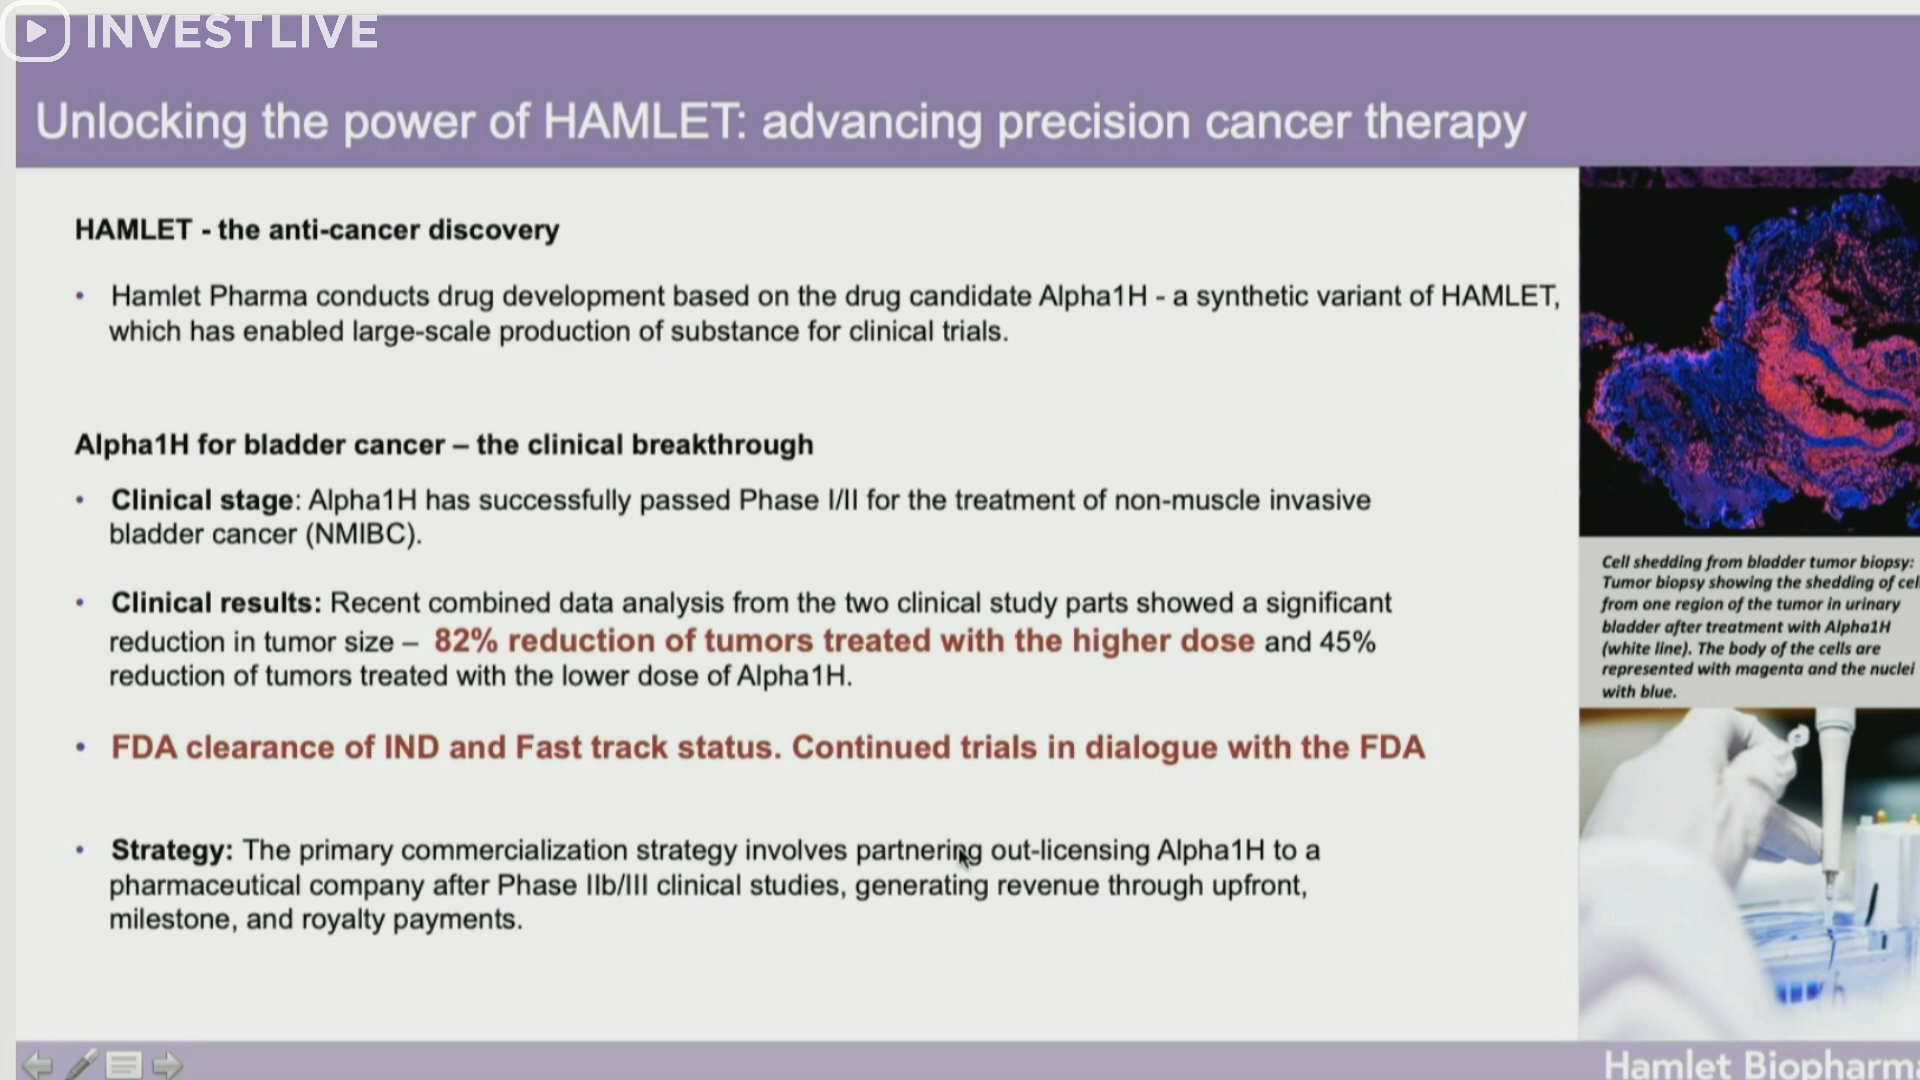 INVESTLIVE
Unlocking the power of HAMLET: advancing precision cancer therapy
HAMLET - the anti-cancer discovery
• Hamlet Pharma conducts drug development based on the drug candidate Alpha1H - a synthetic variant of HAMLET,
which has enabled large-scale production of substance for clinical trials.
Alpha1H for bladder cancer – the clinical breakthrough
• Clinical stage: Alpha1H has successfully passed Phase I/II for the treatment of non-muscle invasive
bladder cancer (NMIBC).
• Clinical results: Recent combined data analysis from the two clinical study parts showed a significant
reduction in tumor size – 82% reduction of tumors treated with the higher dose and 45%
reduction of tumors treated with the lower dose of Alpha1H.
• FDA clearance of IND and Fast track status. Continued trials in dialogue with the FDA
• Strategy: The primary commercialization strategy involves partnering out-licensing Alpha1H to a
pharmaceutical company after Phase IIb/III clinical studies, generating revenue through upfront,
milestone, and royalty payments.
Cell shedding from bladder tumor biopsy:
Tumor biopsy showing the shedding of cel
from one region of the tumor in urinary
bladder after treatment with Alpha1H
(white line). The body of the cells are
represented with magenta and the nuclei
with blue.
Hamlet Biopharma